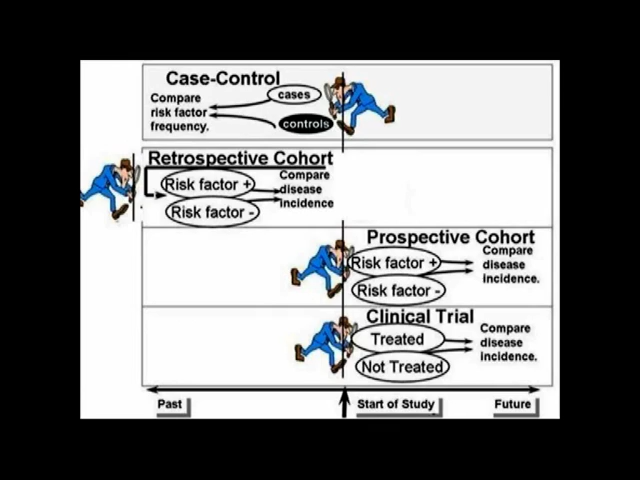 Case-Control
Compare
risk factor
frequency.
cases
controls
Retrospective Cohort
Risk factor +
Risk factor -
Compare
disease
incidence
Prospective Cohort
Risk factor +
Risk factor -
Compare
disease
incidence.
Clinical Trial
Treated
Not Treated
Compare
disease
incidence.
Past
Start of Study
Future